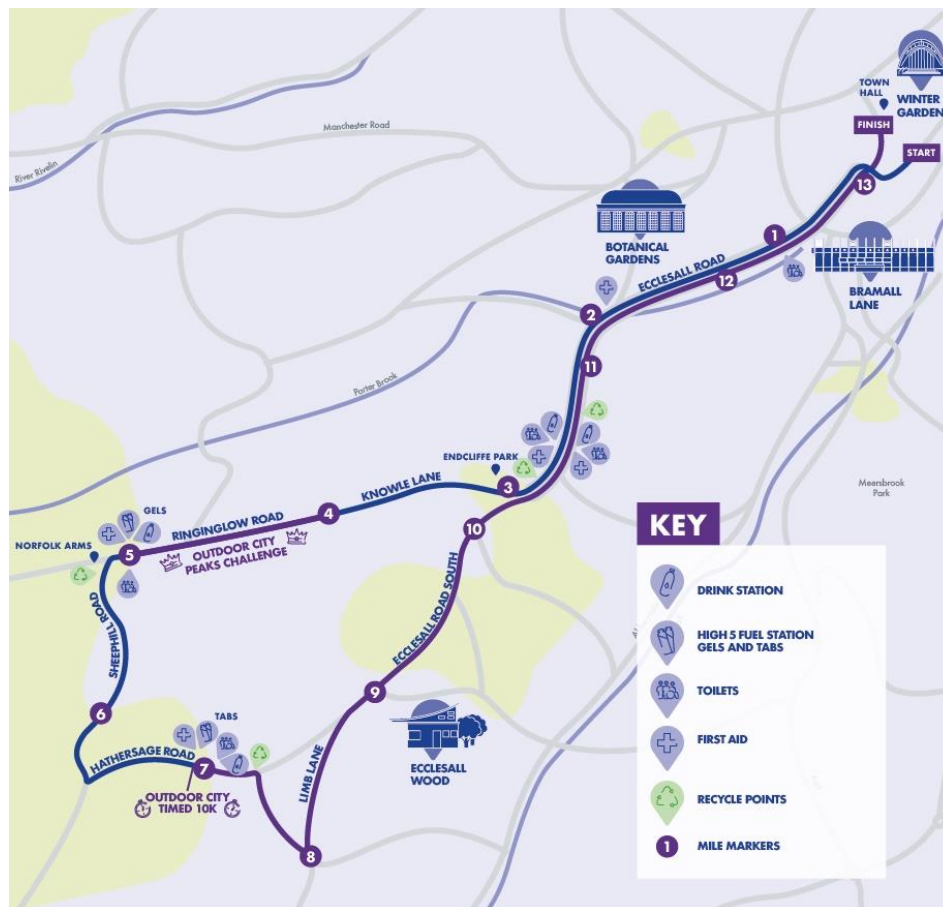 TOWN
HALL
WINTER
GARDEN
FINISH
START
13
Manchester Road
River Rivelin
BOTANICAL
GARDENS
1
ECCLESALL ROAD
12
BRAMALL
LANE
2
11
Porter Brook
ENDCLIFFE PARK
3
KNOWLE LANE
4
10
Meersbrook
Park
GELS
RINGINGLOW ROAD
NORFOLK ARMS
5
OUTDOOR CITY
PEAKS CHALLENGE
SHEEPHILL ROAD
ECCLESALL ROAD SOUTH
9
6
TABS
HATHERSAGE ROAD
7
LIMB LANE
ECCLESALL
WOOD
OUTDOOR CITY
TIMED 10K
8
KEY
DRINK STATION
HIGH 5 FUEL STATION
GELS AND TABS
TOILETS
FIRST AID
RECYCLE POINTS
1
MILE MARKERS